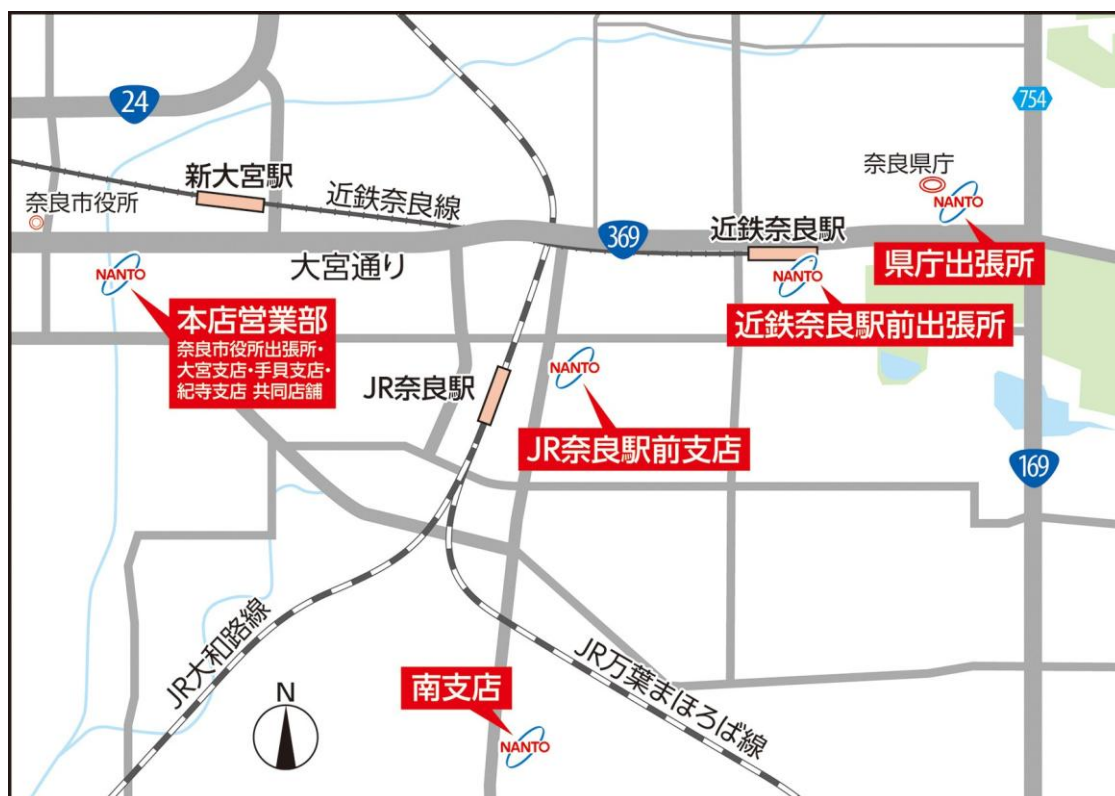 24
754
新大宮駅
奈良県庁
奈良市役所
近鉄奈良線
NANTO
369
近鉄奈良駅
大宮通り
県庁出張所
NANTO
NANTO
本店営業部
奈良市役所出張所・
大宮支店・手貝支店・
紀寺支店 共同店舗
近鉄奈良駅前出張所
NANTO
JR奈良駅
JR奈良駅前支店
169
JR大和路線
JR万葉まほろば線
南支店
N
NANTO